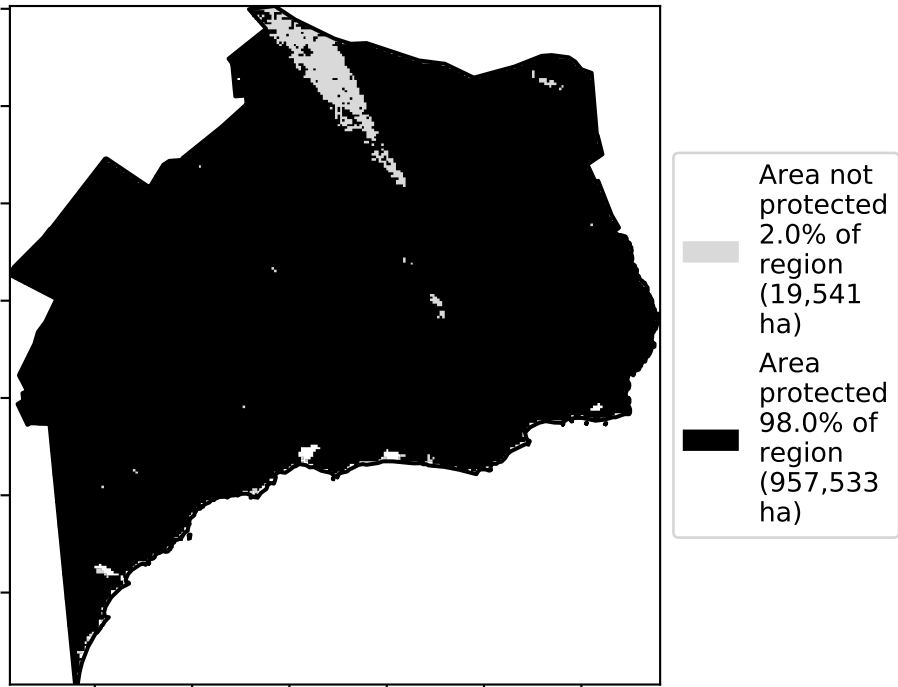 Area not
protected
2.0% of
region
(19,541
ha)
Area
protected
98.0% of
region
(957,533
ha)